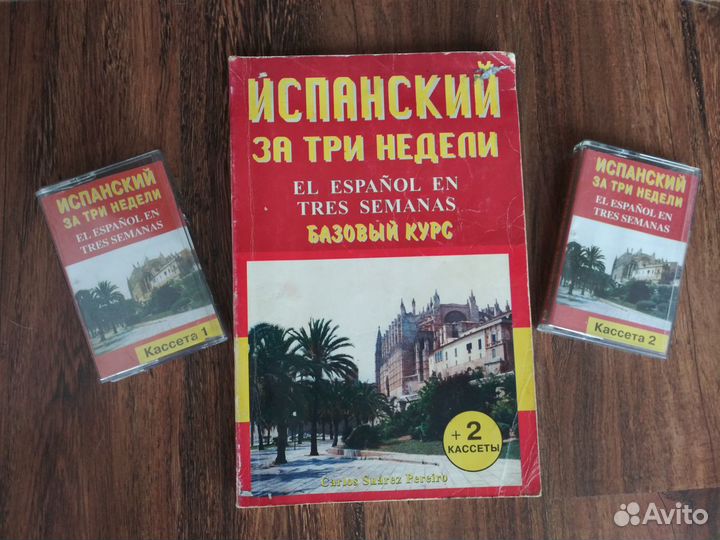 ИСПАНСКИЙ
ЗА ТРИ НЕДЕЛИ
EL ESPAÑOL EN
TRES SEMANAS
БАЗОВЫЙ КУРС
+ 2
КАССЕТЫ
Carlos Suárez Pereiro
ИСПАНСКИЙ
ЗА ТРИ НЕДЕЛИ
EL ESPAÑOL EN
TRES SEMANAS
Кассета 1
ИСПАНСКИЙ
ЗА ТРИ НЕДЕЛИ
EL ESPAÑOL EN
TRES SEMANAS
Кассета 2
Avito